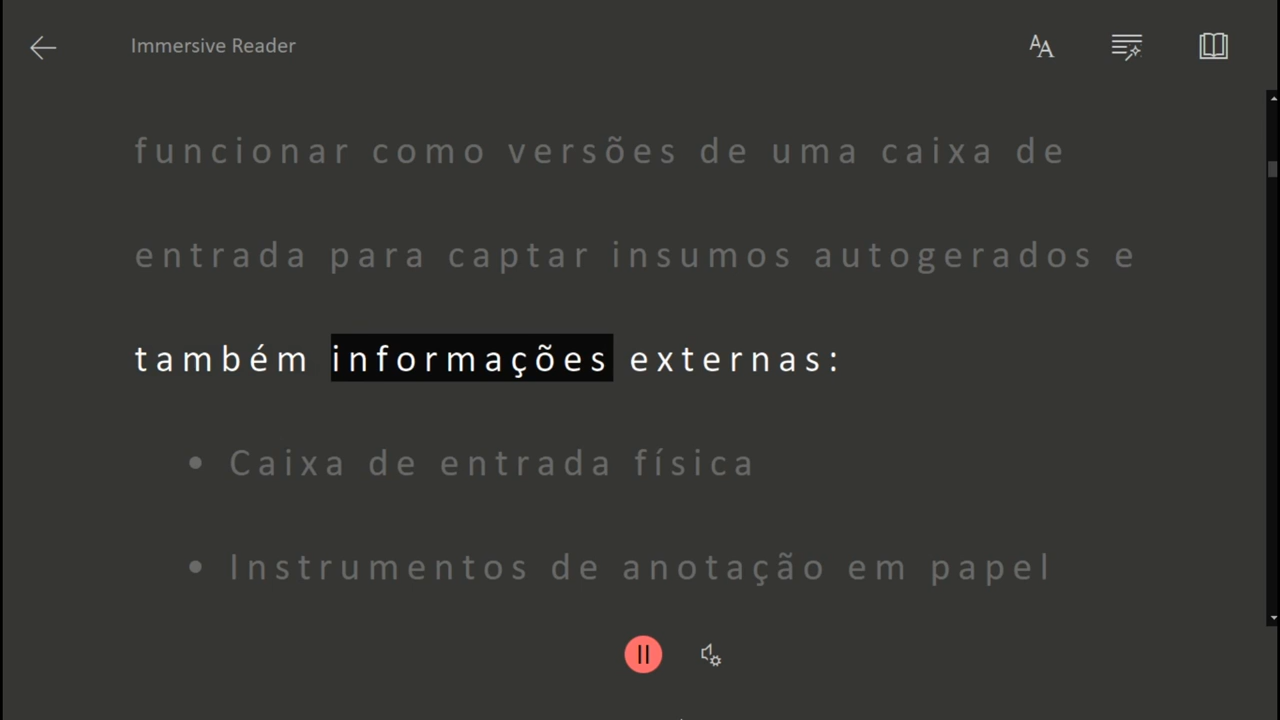 Immersive Reader
funcionar como versões de uma caixa de
entrada para captar insumos autogerados e
também informações externas:
• Caixa de entrada física
• Instrumentos de anotação em papel